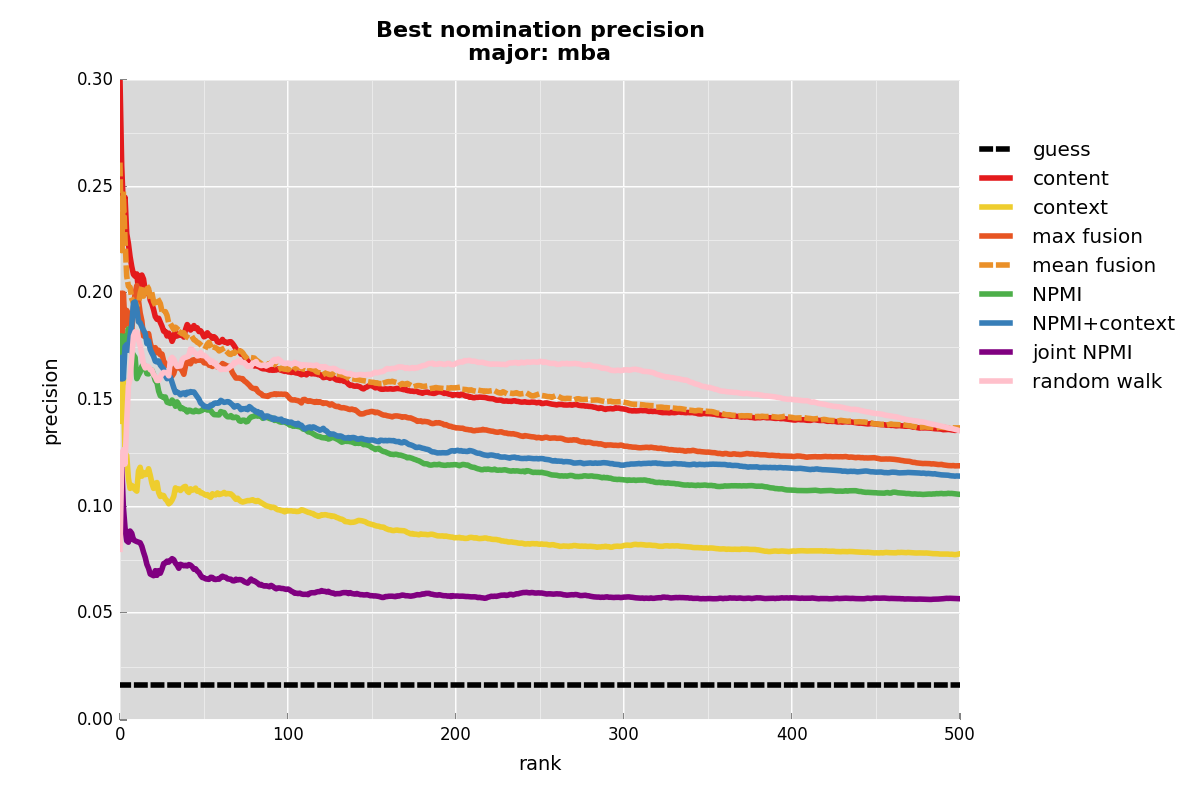 Best nomination precision
major: mba
precision
0.30
0.25
0.20
0.15
0.10
0.05
0.00
0
100
200
300
400
500
rank
guess
content
context
max fusion
mean fusion
NPMI
NPMI+context
joint NPMI
random walk